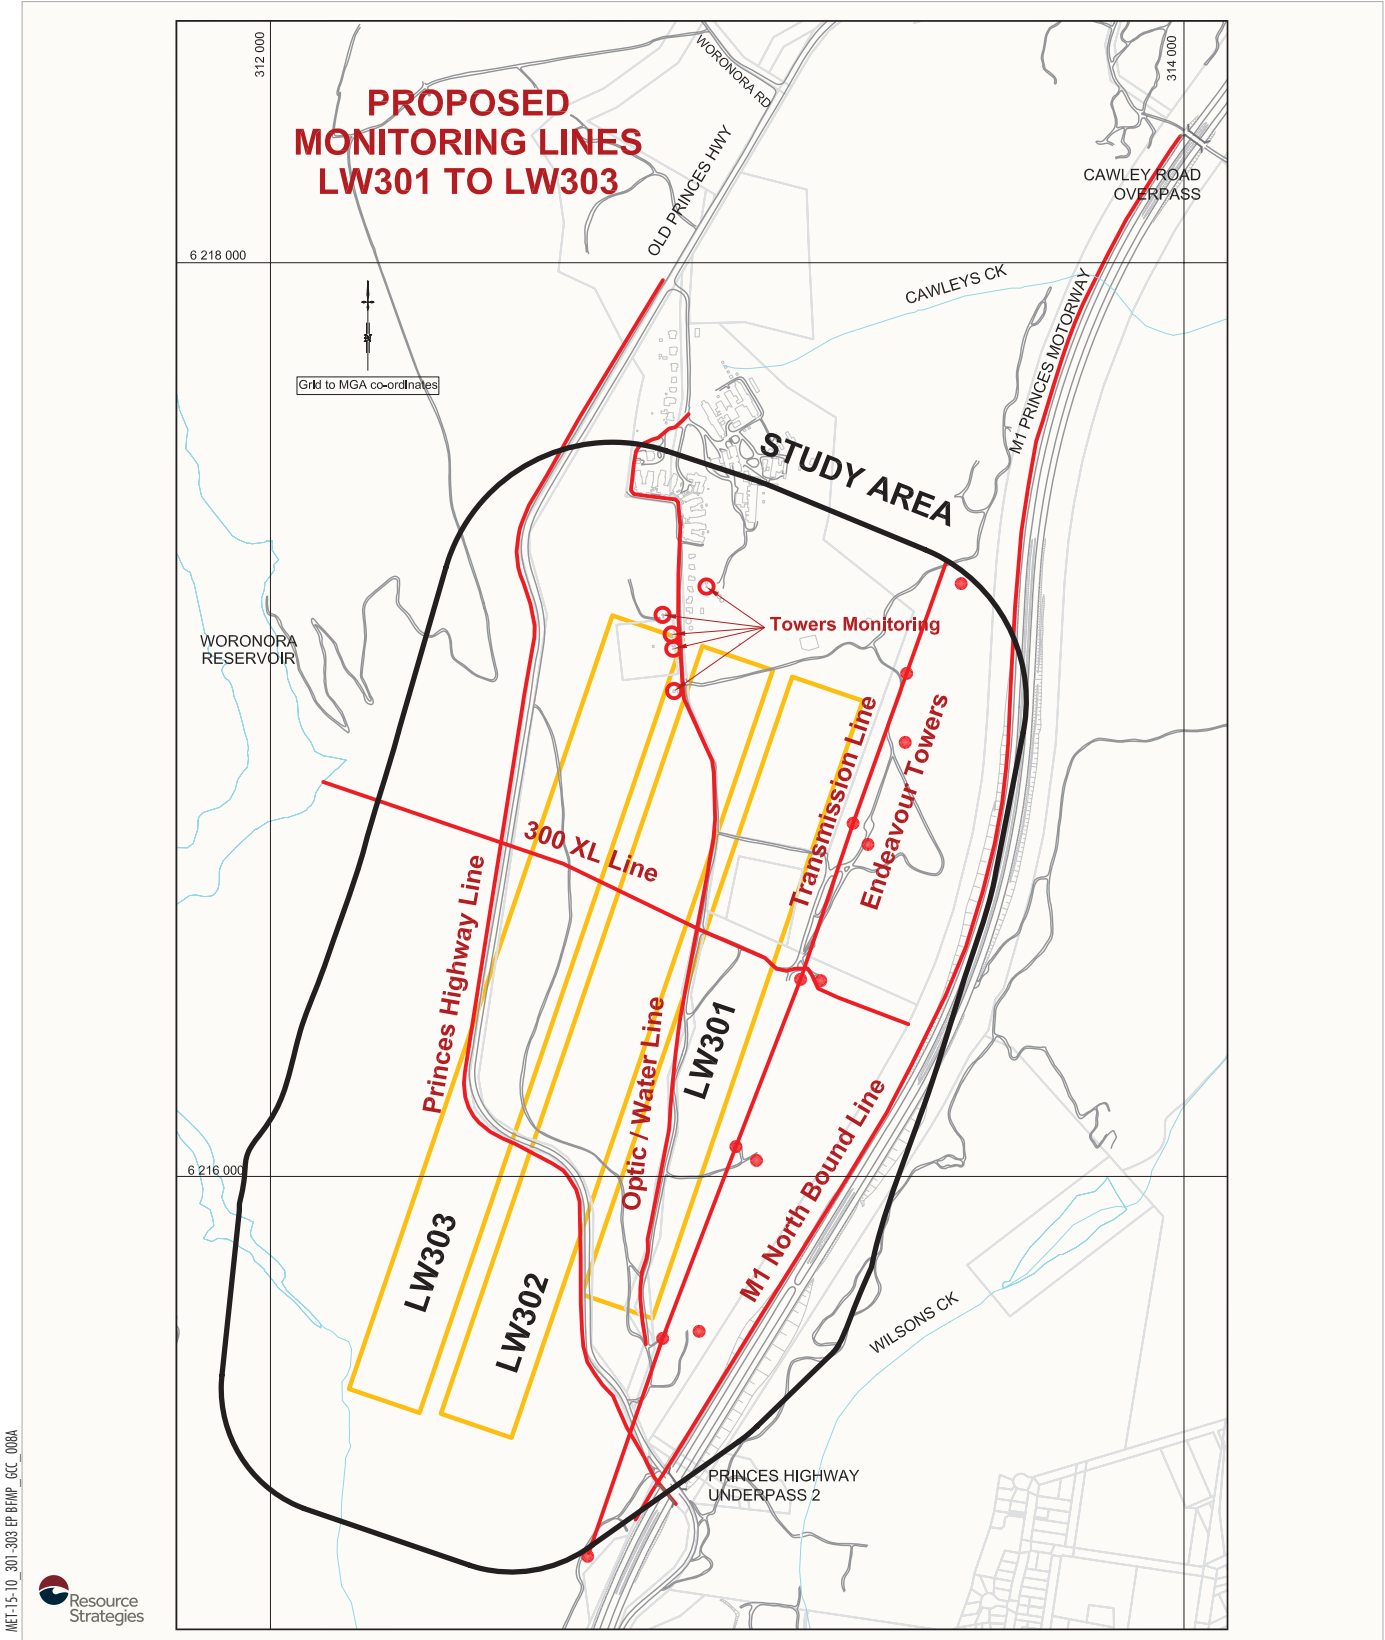 312 000
314 000
WORONORA RD
PROPOSED
MONITORING LINES
LW301 TO LW303
OLD PRINCES HWY
CAWLEY ROAD
OVERPASS
6 218 000
CAWLEYS CK
M1 PRINCES MOTORWAY
N
Grid to MGA co-ordinates
STUDY AREA
Towers Monitoring
WORONORA
RESERVOIR
Transmission Line
Endeavour Towers
300 XL Line
Princes Highway Line
Optic / Water Line
LW301
M1 North Bound Line
6 216 000
LW303
LW302
WILSONS CK
PRINCES HIGHWAY
UNDERPASS 2
MET-15-10_301-303 EP BFMP_GCC_008A
Resource
Strategies